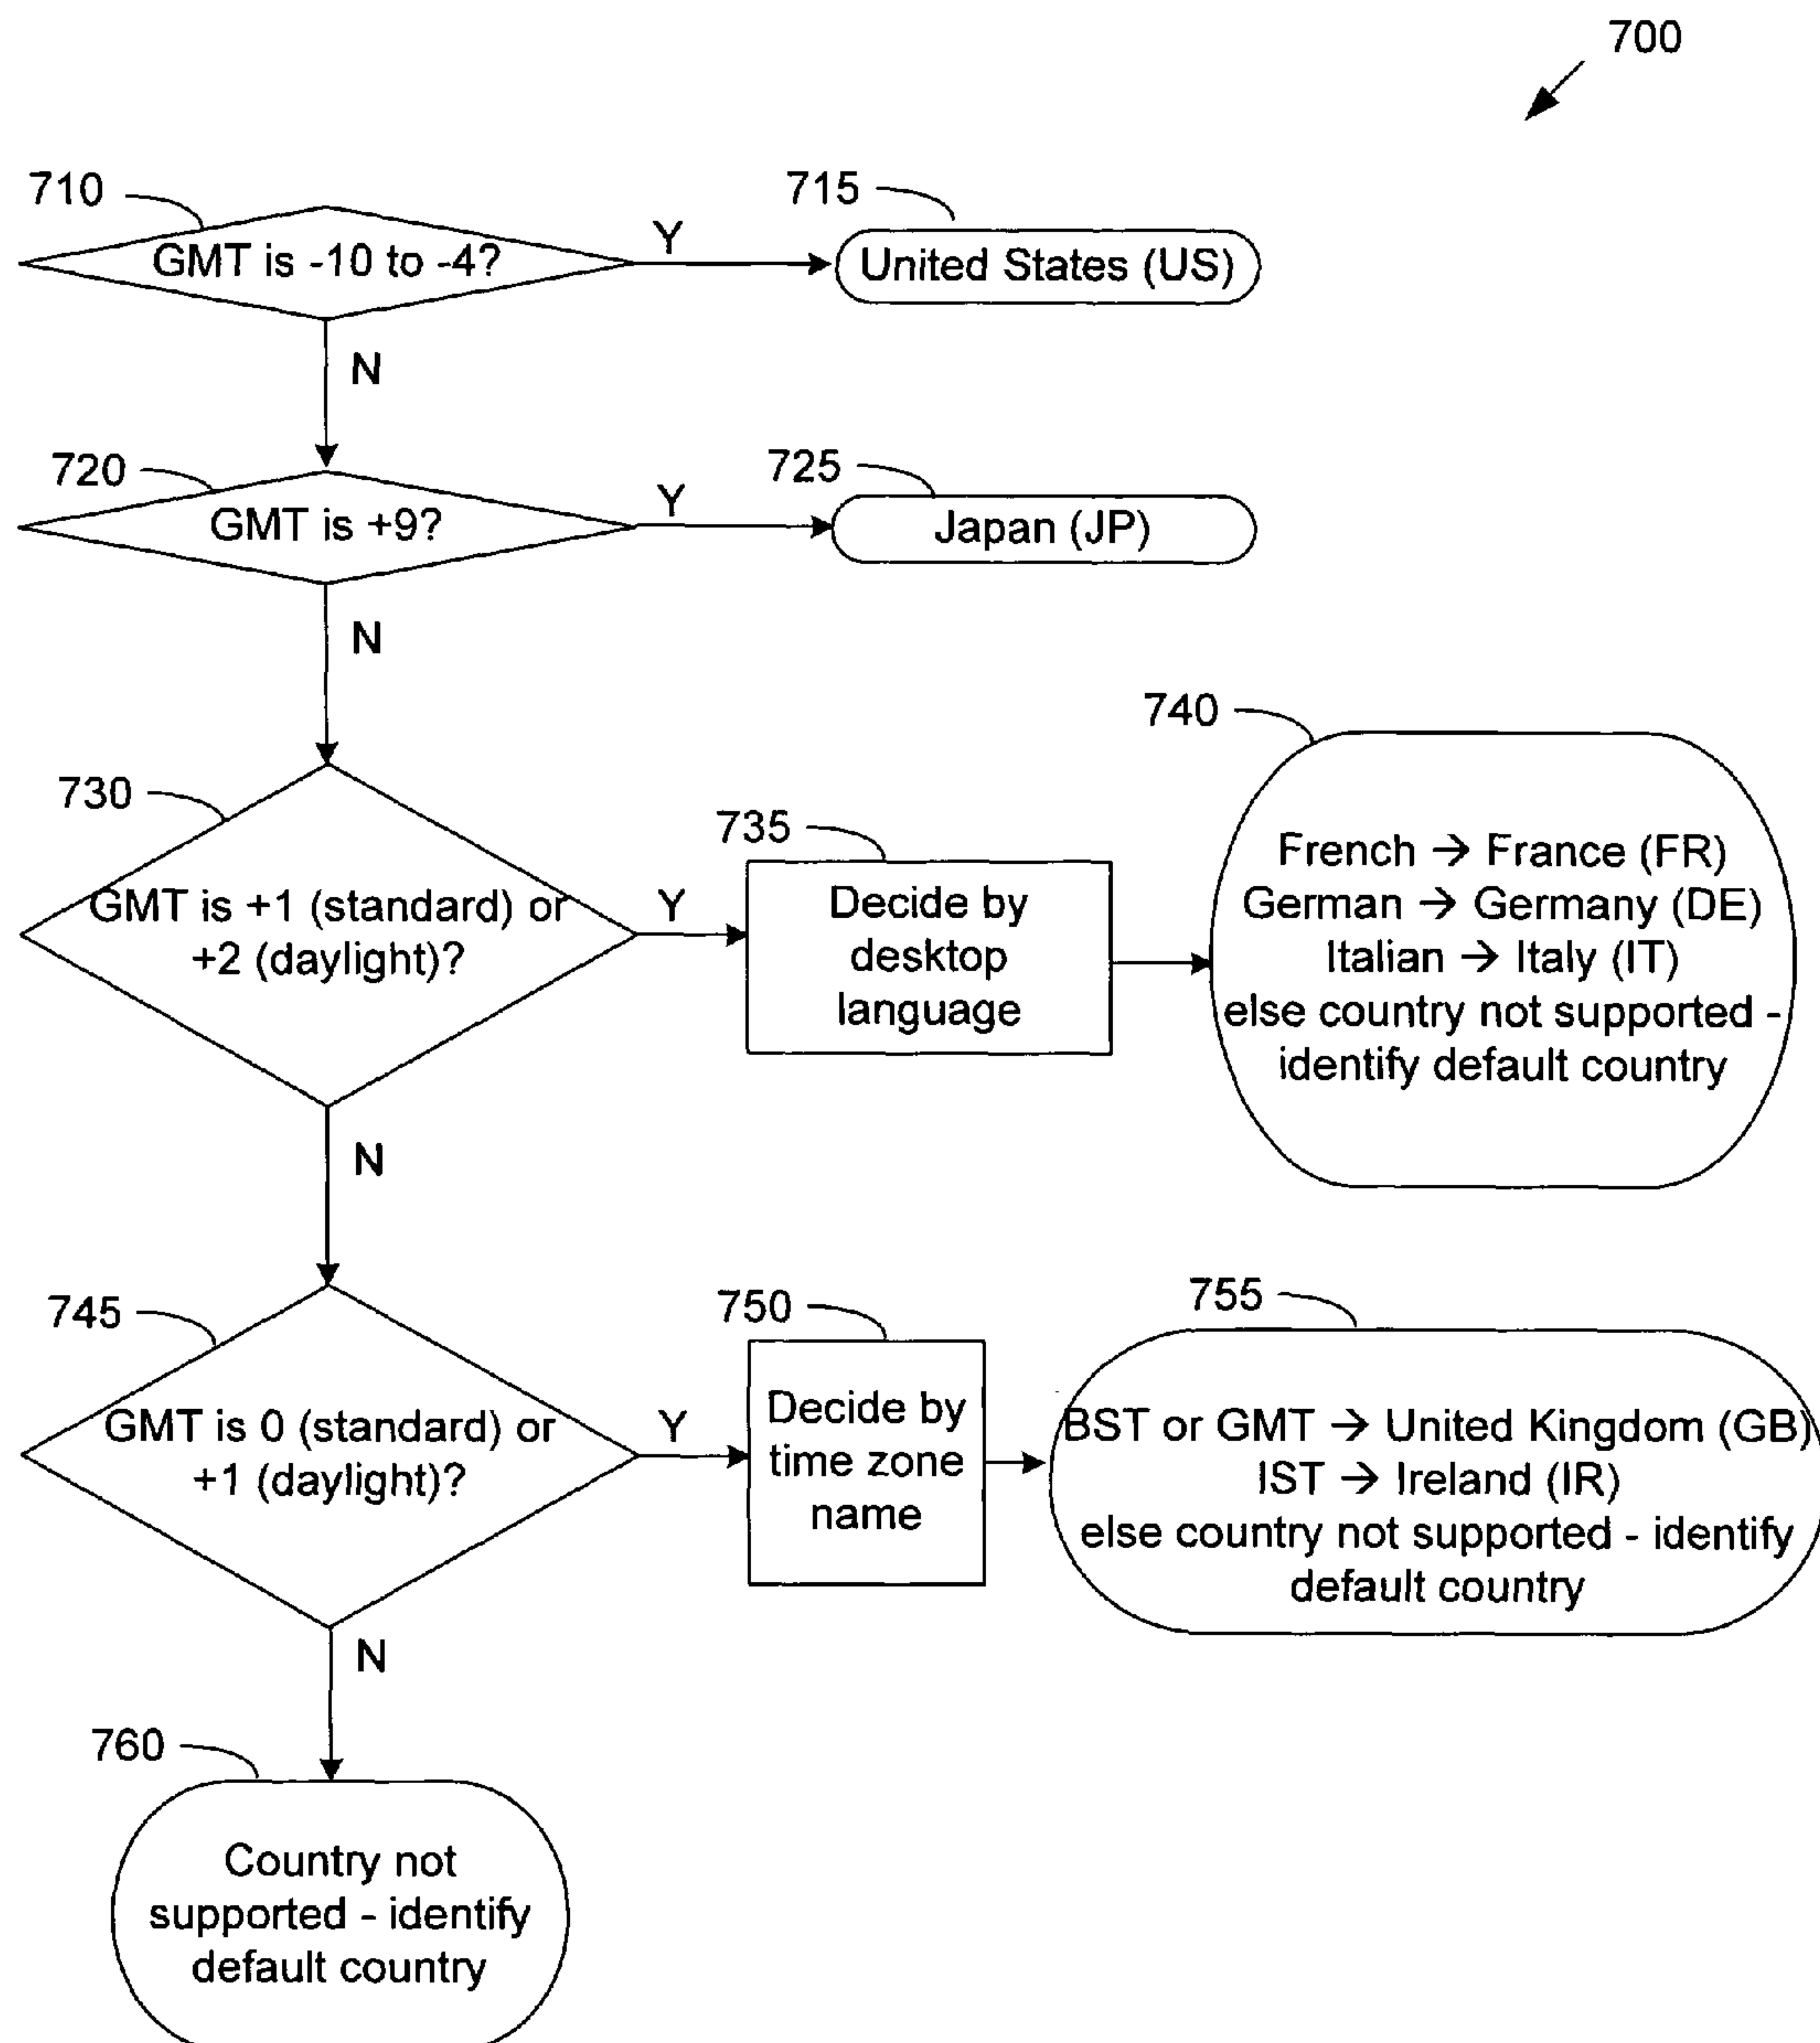 700
710
715
GMT is -10 to -4?
Y
United States (US)
N
720
725
GMT is +9?
Y
Japan (JP)
N
740
730
735
GMT is +1 (standard) or
+2 (daylight)?
Y
Decide by
desktop
language
French → France (FR)
German → Germany (DE)
Italian → Italy (IT)
else country not supported -
identify default country
N
745
750
755
GMT is 0 (standard) or
+1 (daylight)?
Y
Decide by
time zone
name
BST or GMT → United Kingdom (GB)
IST → Ireland (IR)
else country not supported - identify
default country
N
760
Country not
supported - identify
default country